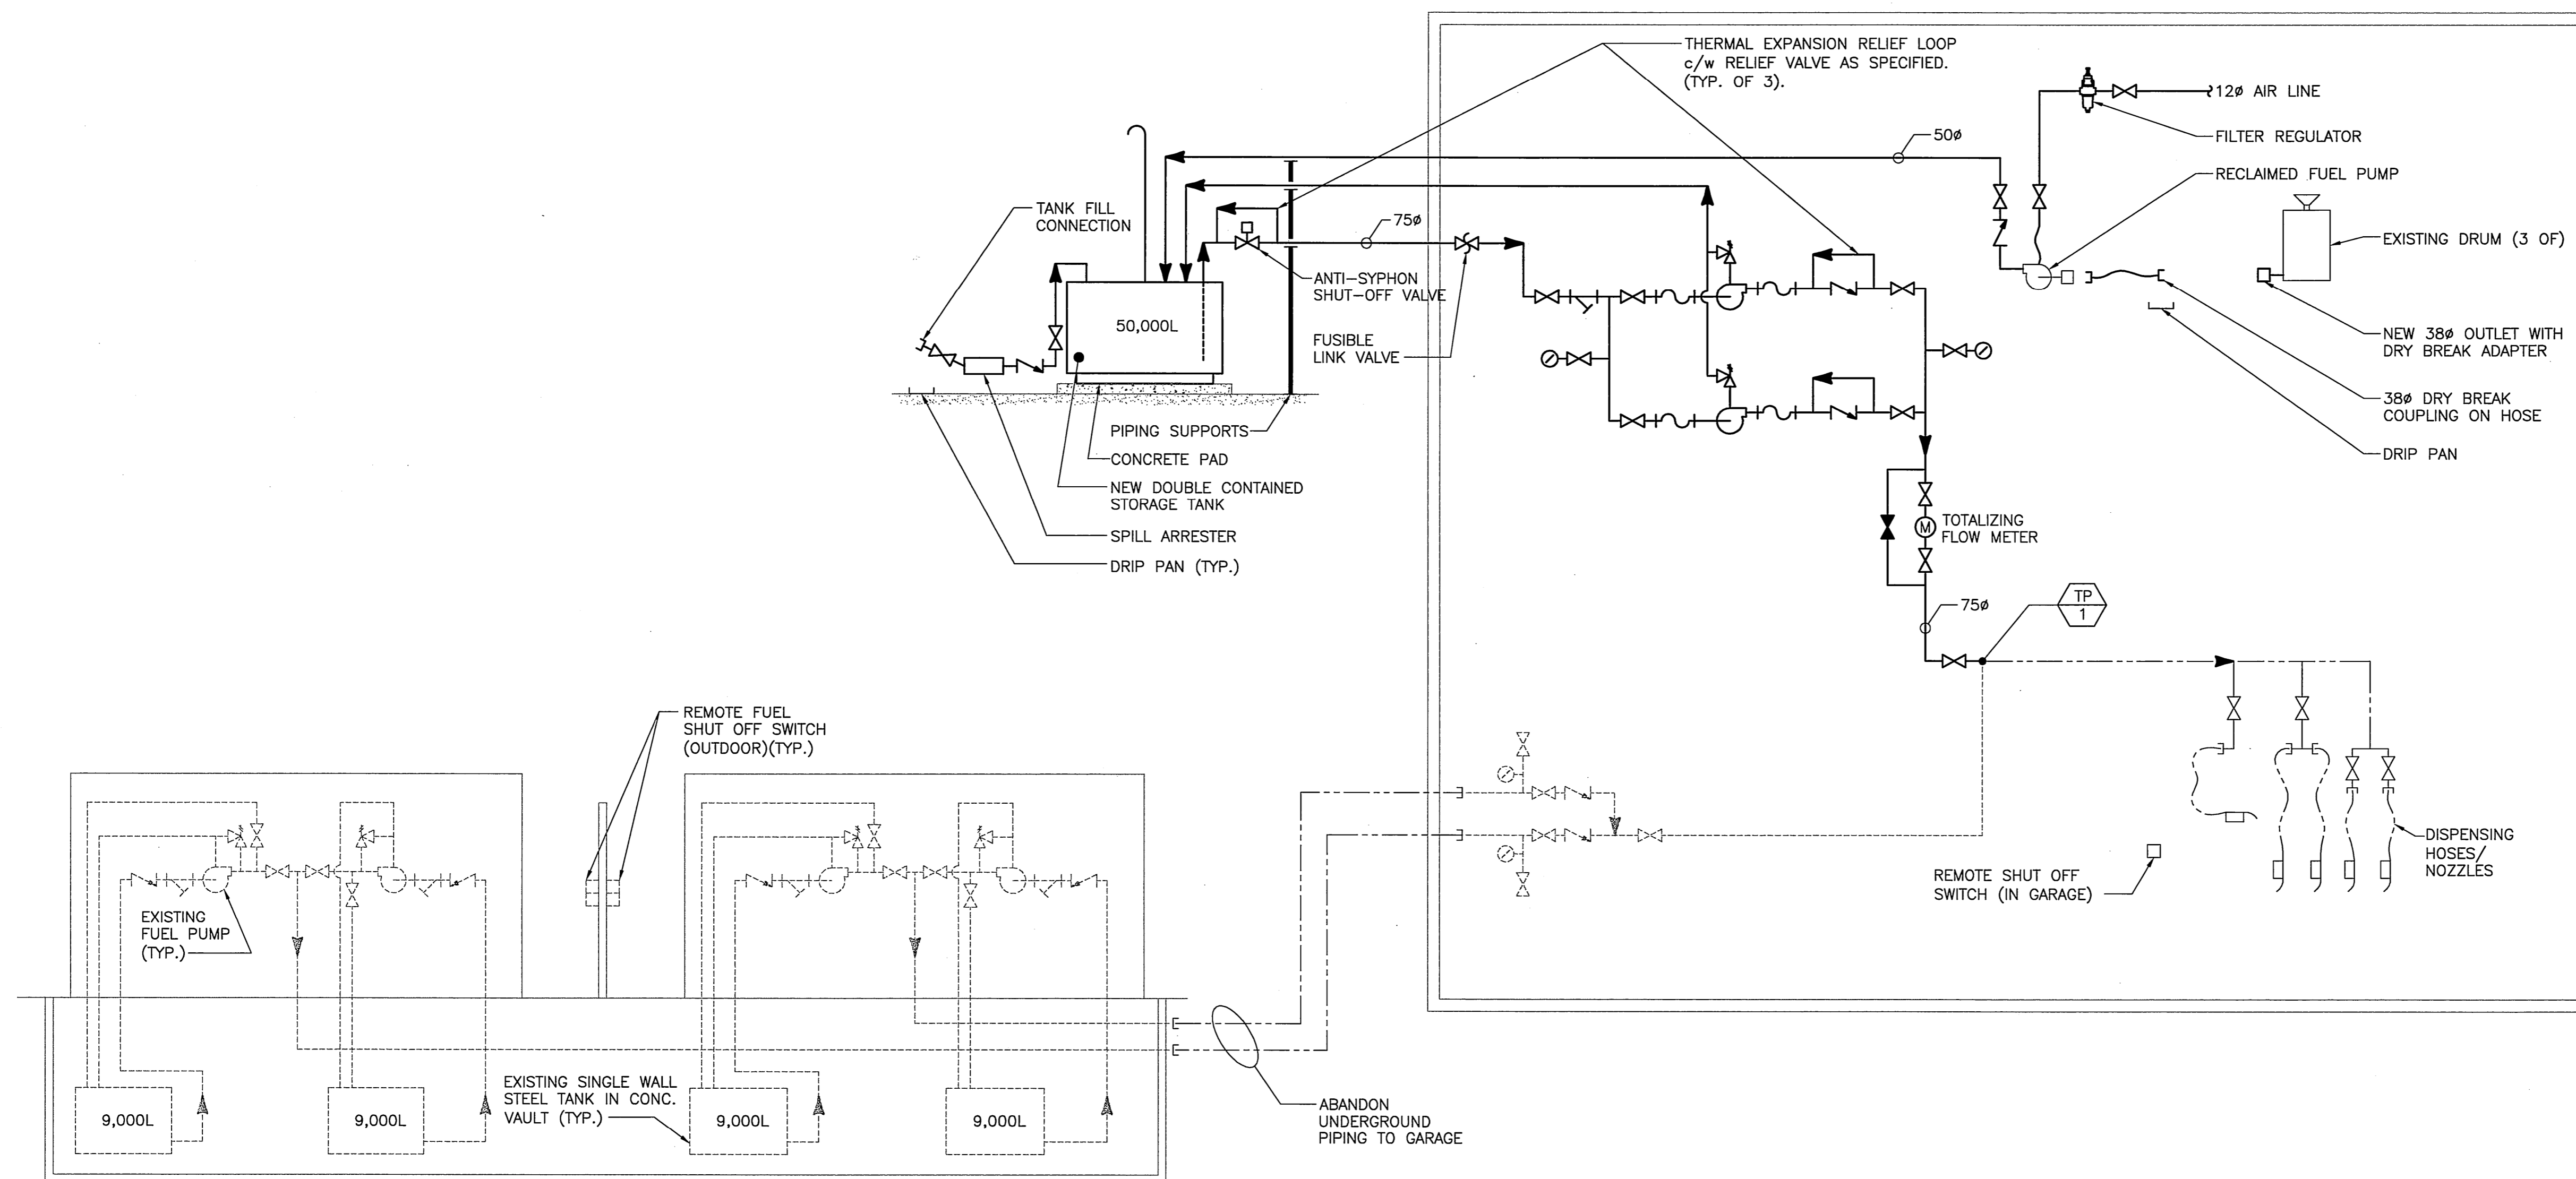 THERMAL EXPANSION RELIEF LOOP
c/w RELIEF VALVE AS SPECIFIED.
(TYP. OF 3).
12ø AIR LINE
FILTER REGULATOR
50ø
RECLAIMED FUEL PUMP
TANK FILL
CONNECTION
75ø
EXISTING DRUM (3 OF)
ANTI-SYPHON
SHUT-OFF VALVE
50,000L
FUSIBLE
LINK VALVE
NEW 38ø OUTLET WITH
DRY BREAK ADAPTER
38ø DRY BREAK
COUPLING ON HOSE
DRIP PAN
PIPING SUPPORTS
CONCRETE PAD
NEW DOUBLE CONTAINED
STORAGE TANK
SPILL ARRESTER
DRIP PAN (TYP.)
M
TOTALIZING
FLOW METER
75ø
TP
1
REMOTE FUEL
SHUT OFF SWITCH
(OUTDOOR)(TYP.)
DISPENSING
HOSES/
NOZZLES
REMOTE SHUT OFF
SWITCH (IN GARAGE)
EXISTING
FUEL PUMP
(TYP.)
EXISTING SINGLE WALL
STEEL TANK IN CONC.
VAULT (TYP.)
9,000L
9,000L
9,000L
9,000L
ABANDON
UNDERGROUND
PIPING TO GARAGE